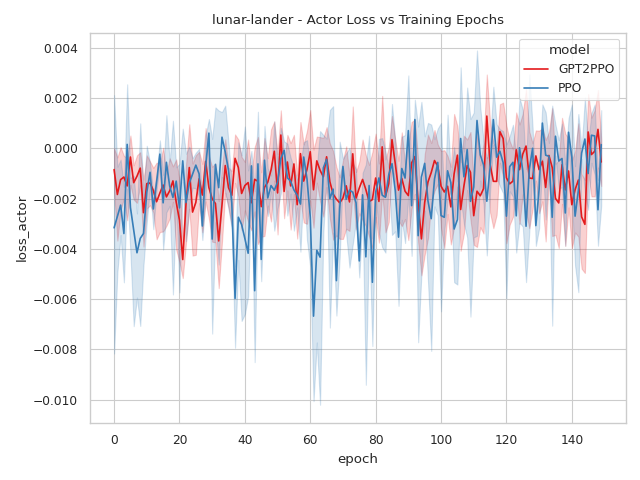 lunar-lander - Actor Loss vs Training Epochs
model
GPT2PPO
PPO
0.004
0.002
0.000
−0.002
−0.004
−0.006
−0.008
−0.010
loss_actor
0 20 40 60 80 100 120 140
epoch